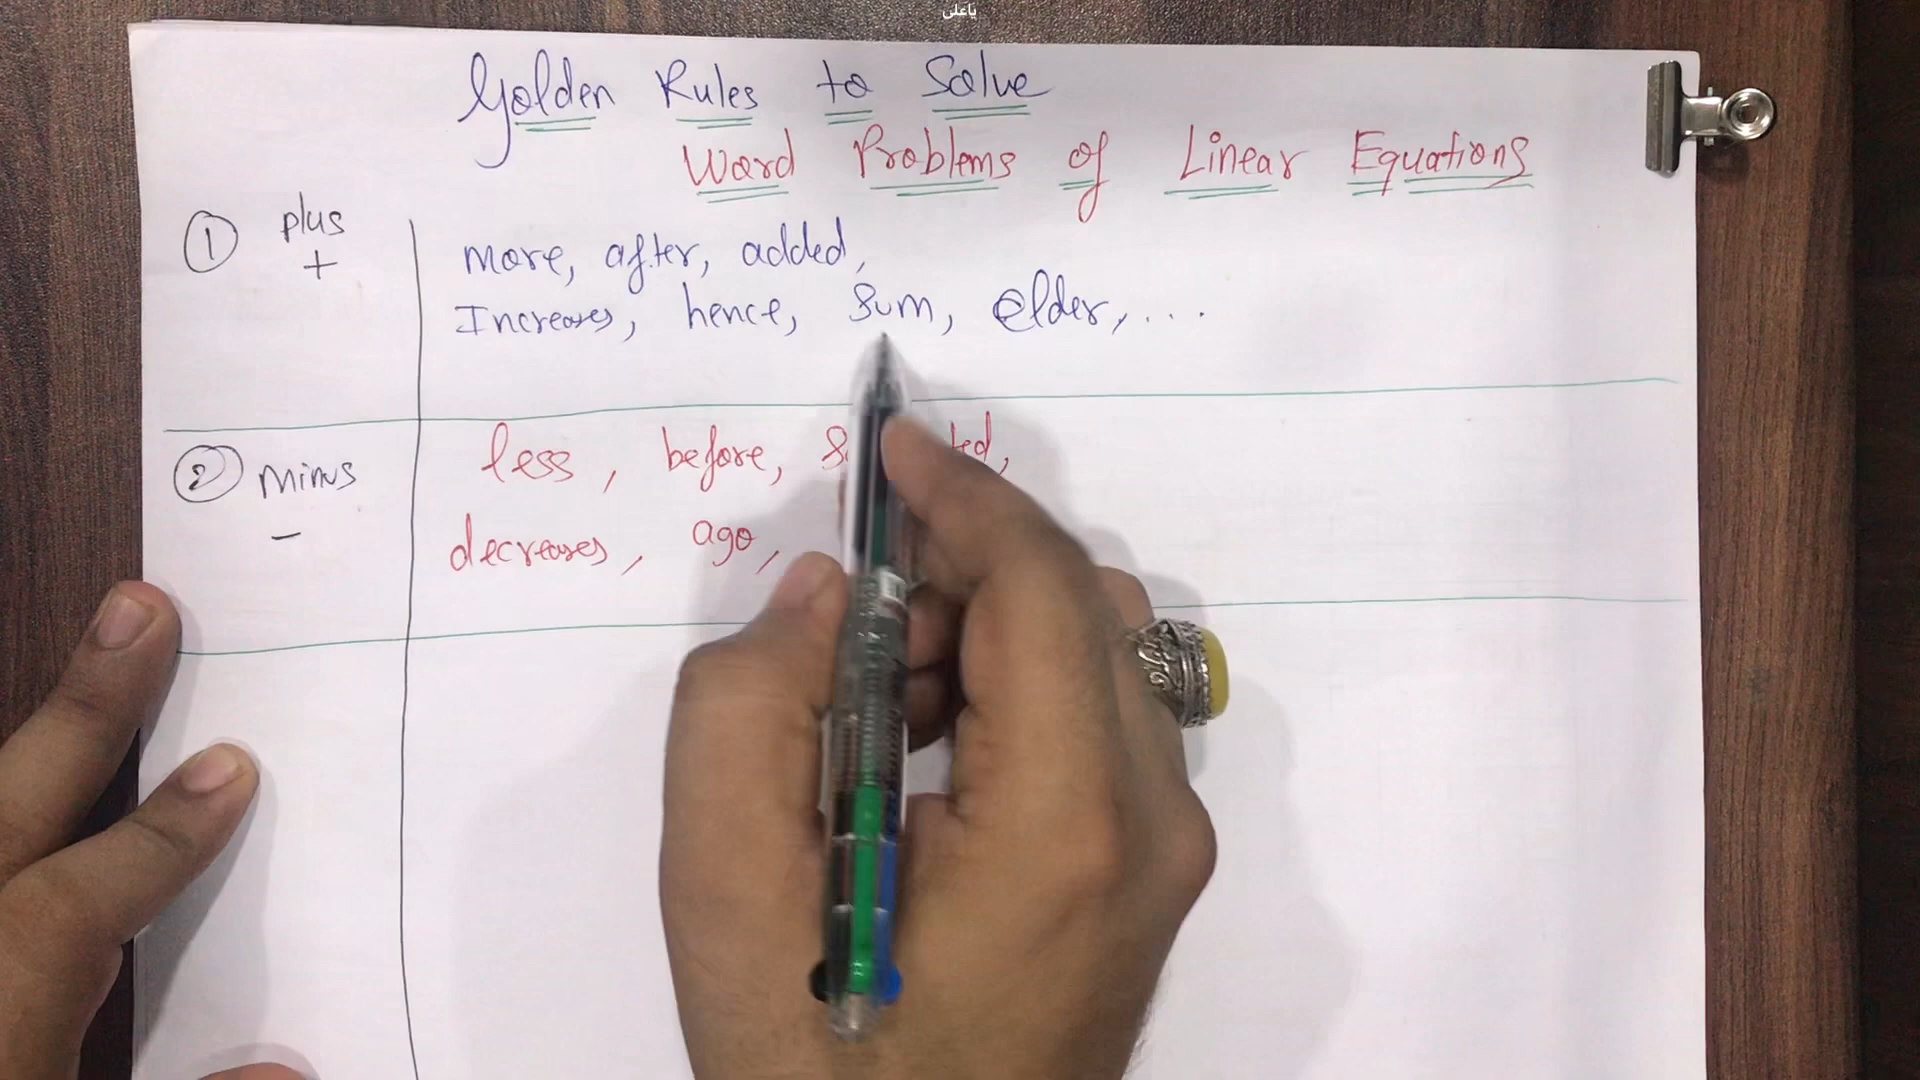 ياعلى
Golden Rules to Solve
Word Problems of Linear Equations
① plus
+
more, after, added,
Increases, hence, Sum, elder, ...
② minus
−
less, before,
decreases, ago,